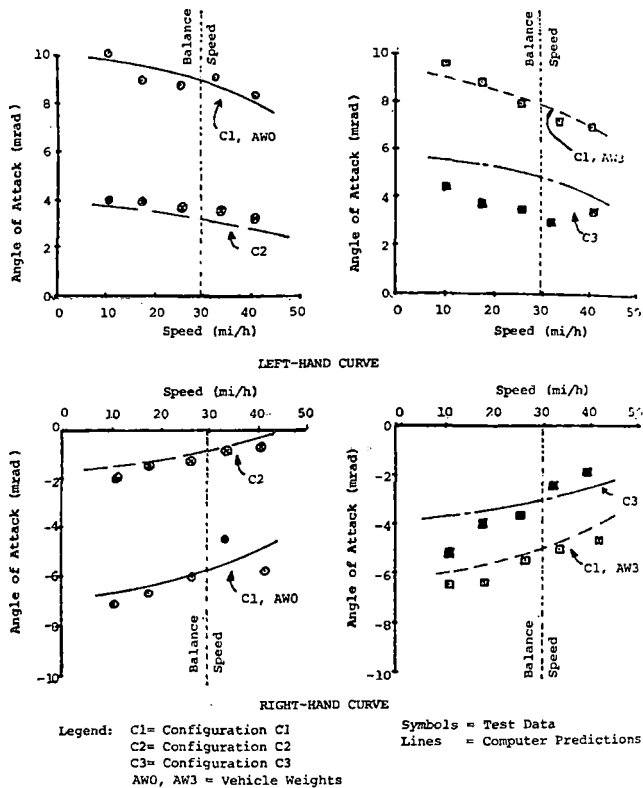 Balance Speed
Angle of Attack (mrad)
10
8
6
4
2
0
C1, AW0
C2
0 10 20 30 40 50
Speed (mi/h)
Balance Speed
Angle of Attack (mrad)
10
8
6
4
2
0
C1, AW3
C3
0 10 20 30 40
Speed (mi/h)
LEFT-HAND CURVE
Speed (mi/h)
0 10 20 30 40 50
Angle of Attack (mrad)
0
-2
-4
-6
-8
-10
C2
C1, AW0
Balance Speed
Speed (mi/h)
0 10 20 30 40
Angle of Attack (mrad)
0
-2
-4
-6
-8
-10
C3
C1, AW3
Balance Speed
RIGHT-HAND CURVE
Legend: C1= Configuration C1
C2= Configuration C2
C3= Configuration C3
AW0, AW3 = Vehicle Weights
Symbols = Test Data
Lines = Computer Predictions